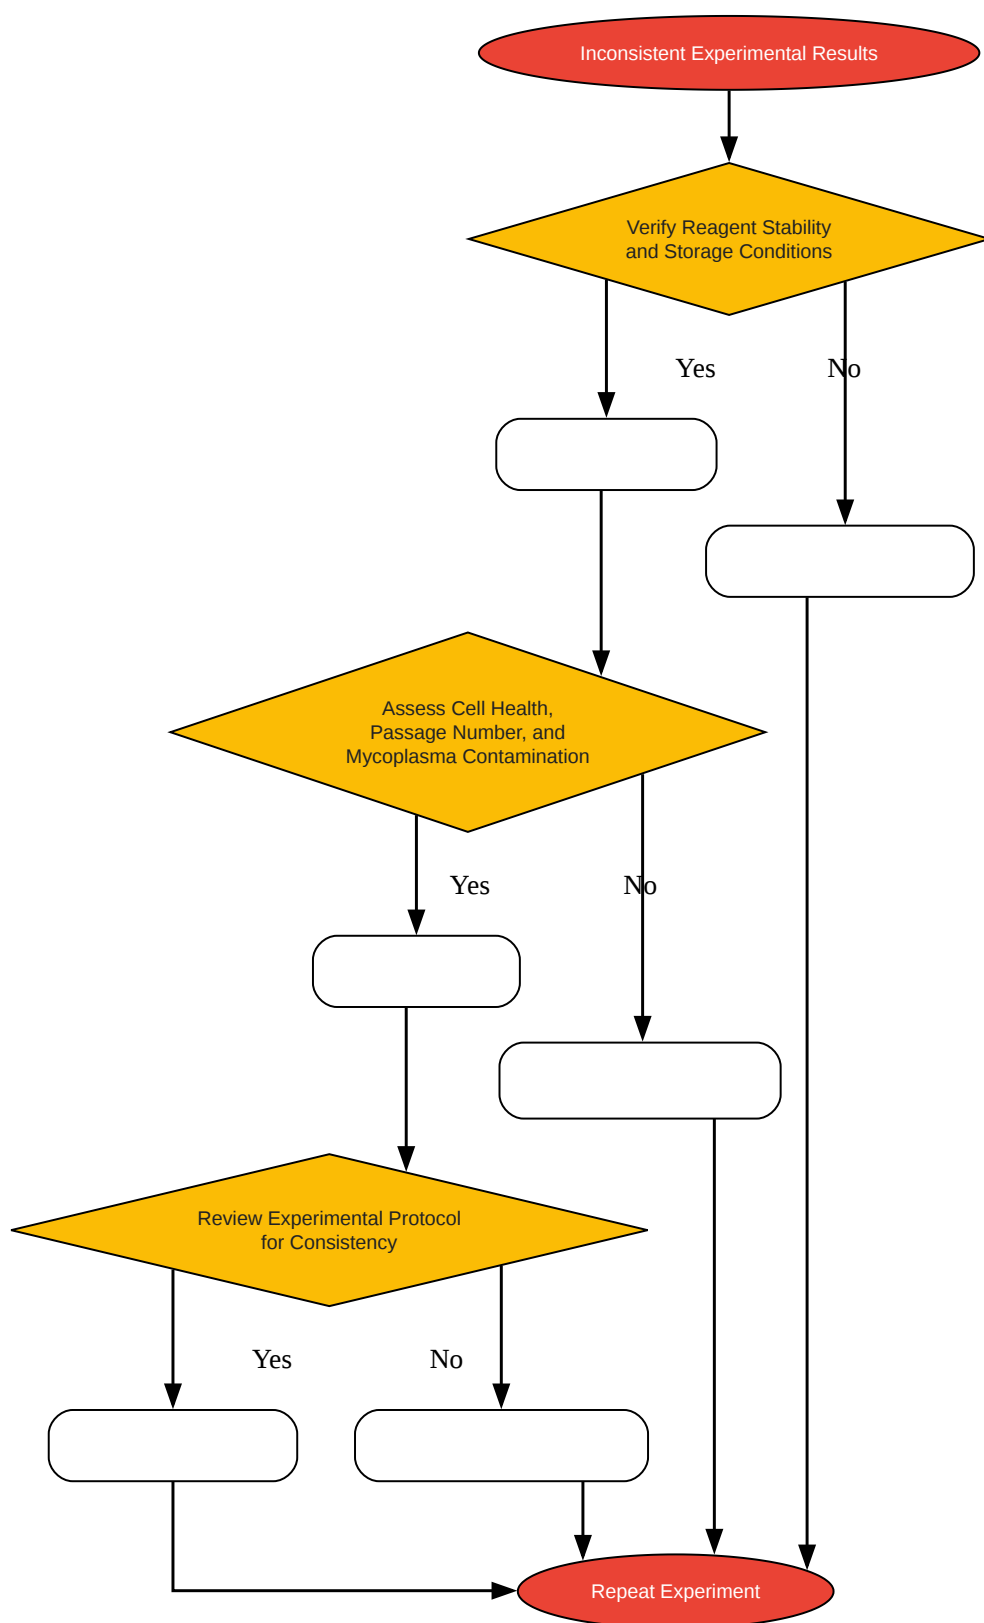 Inconsistent Experimental Results
Verify Reagent Stability
and Storage Conditions
Yes
No
Assess Cell Health,
Passage Number, and
Mycoplasma Contamination
Yes
No
Review Experimental Protocol
for Consistency
Yes
No
Repeat Experiment